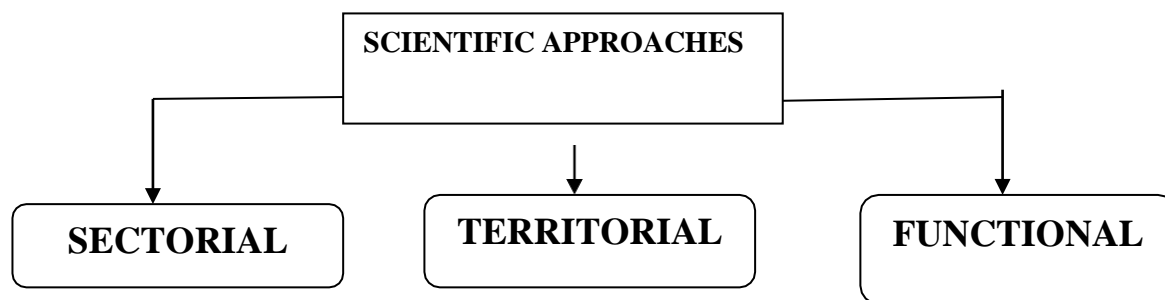 SCIENTIFIC APPROACHES
SECTORIAL
TERRITORIAL
FUNCTIONAL